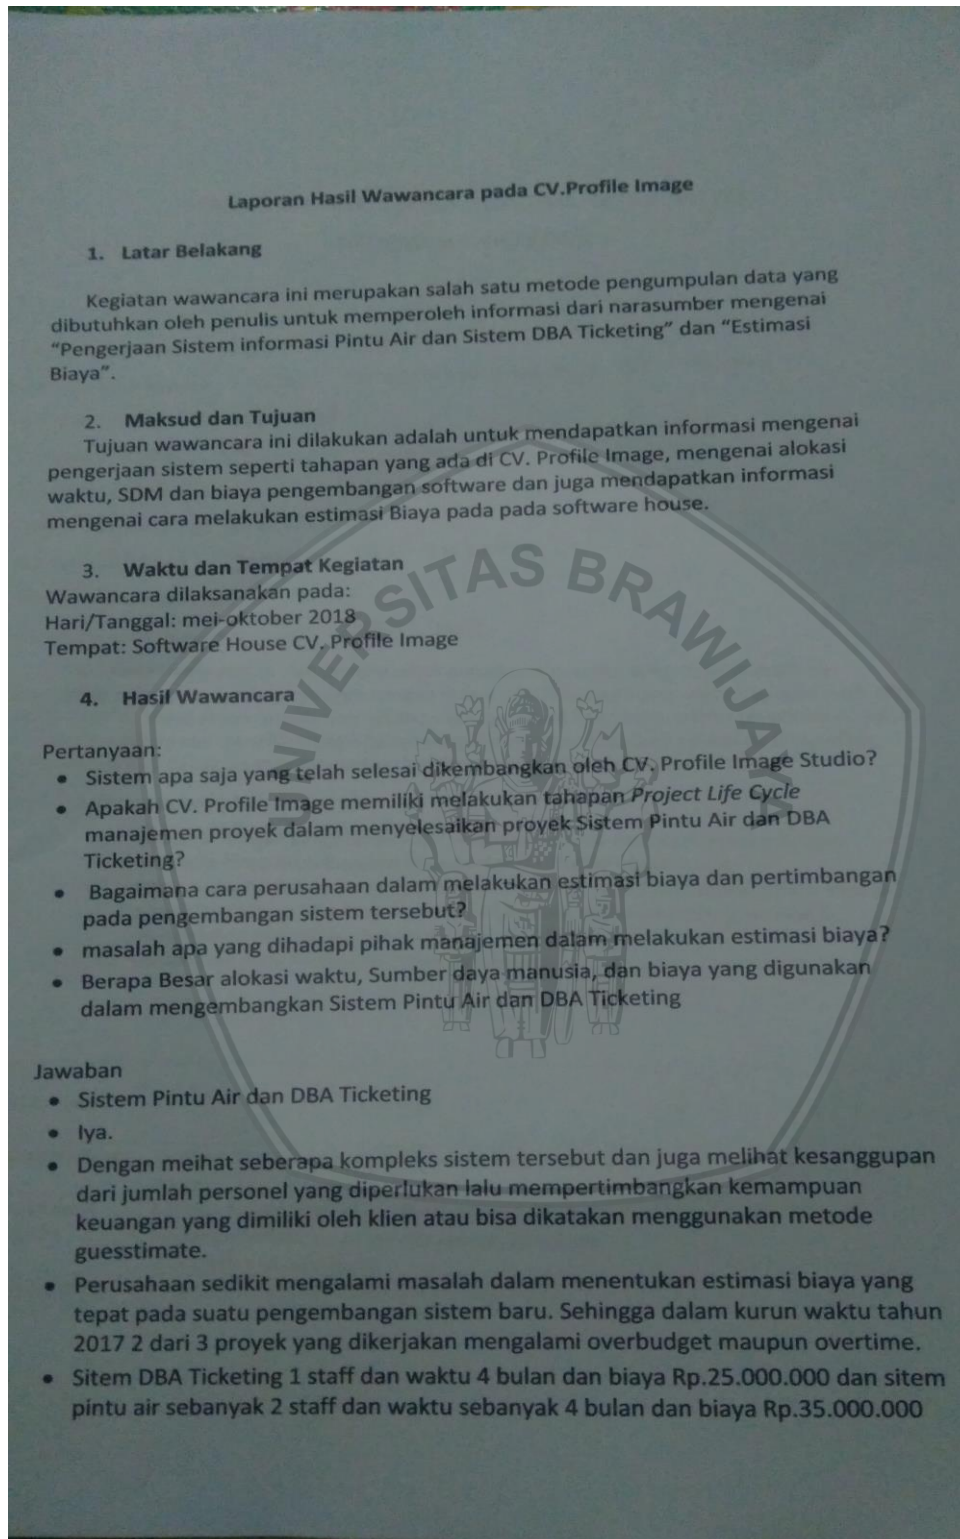 Laporan Hasil Wawancara pada CV.Profile Image
1. Latar Belakang
Kegiatan wawancara ini merupakan salah satu metode pengumpulan data yang
dibutuhkan oleh penulis untuk memperoleh informasi dari narasumber mengenai
“Pengerjaan Sistem informasi Pintu Air dan Sistem DBA Ticketing” dan “Estimasi
Biaya”.
2. Maksud dan Tujuan
Tujuan wawancara ini dilakukan adalah untuk mendapatkan informasi mengenai
pengerjaan sistem seperti tahapan yang ada di CV. Profile Image, mengenai alokasi
waktu, SDM dan biaya pengembangan software dan juga mendapatkan informasi
mengenai cara melakukan estimasi Biaya pada pada software house.
3. Waktu dan Tempat Kegiatan
Wawancara dilaksanakan pada:
Hari/Tanggal: mei-oktober 2018
Tempat: Software House CV. Profile Image
4. Hasil Wawancara
Pertanyaan:
• Sistem apa saja yang telah selesai dikembangkan oleh CV. Profile Image Studio?
• Apakah CV. Profile Image memiliki melakukan tahapan Project Life Cycle
manajemen proyek dalam menyelesaikan proyek Sistem Pintu Air dan DBA
Ticketing?
• Bagaimana cara perusahaan dalam melakukan estimasi biaya dan pertimbangan
pada pengembangan sistem tersebut?
• masalah apa yang dihadapi pihak manajemen dalam melakukan estimasi biaya?
• Berapa Besar alokasi waktu, Sumber daya manusia, dan biaya yang digunakan
dalam mengembangkan Sistem Pintu Air dan DBA Ticketing
Jawaban
• Sistem Pintu Air dan DBA Ticketing
• Iya.
• Dengan meihat seberapa kompleks sistem tersebut dan juga melihat kesanggupan
dari jumlah personel yang diperlukan lalu mempertimbangkan kemampuan
keuangan yang dimiliki oleh klien atau bisa dikatakan menggunakan metode
guesstimate.
• Perusahaan sedikit mengalami masalah dalam menentukan estimasi biaya yang
tepat pada suatu pengembangan sistem baru. Sehingga dalam kurun waktu tahun
2017 2 dari 3 proyek yang dikerjakan mengalami overbudget maupun overtime.
• Sitem DBA Ticketing 1 staff dan waktu 4 bulan dan biaya Rp.25.000.000 dan sitem
pintu air sebanyak 2 staff dan waktu sebanyak 4 bulan dan biaya Rp.35.000.000
UNIVERSITAS BRAWIJAYA